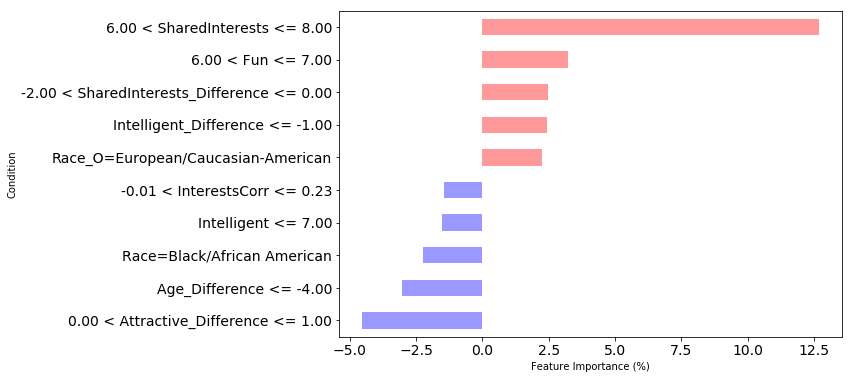 6.00 < SharedInterests <= 8.00
6.00 < Fun <= 7.00
-2.00 < SharedInterests_Difference <= 0.00
Intelligent_Difference <= -1.00
Race_O=European/Caucasian-American
-0.01 < InterestsCorr <= 0.23
Intelligent <= 7.00
Race=Black/African American
Age_Difference <= -4.00
0.00 < Attractive_Difference <= 1.00
Condition
−5.0 −2.5 0.0 2.5 5.0 7.5 10.0 12.5
Feature Importance (%)